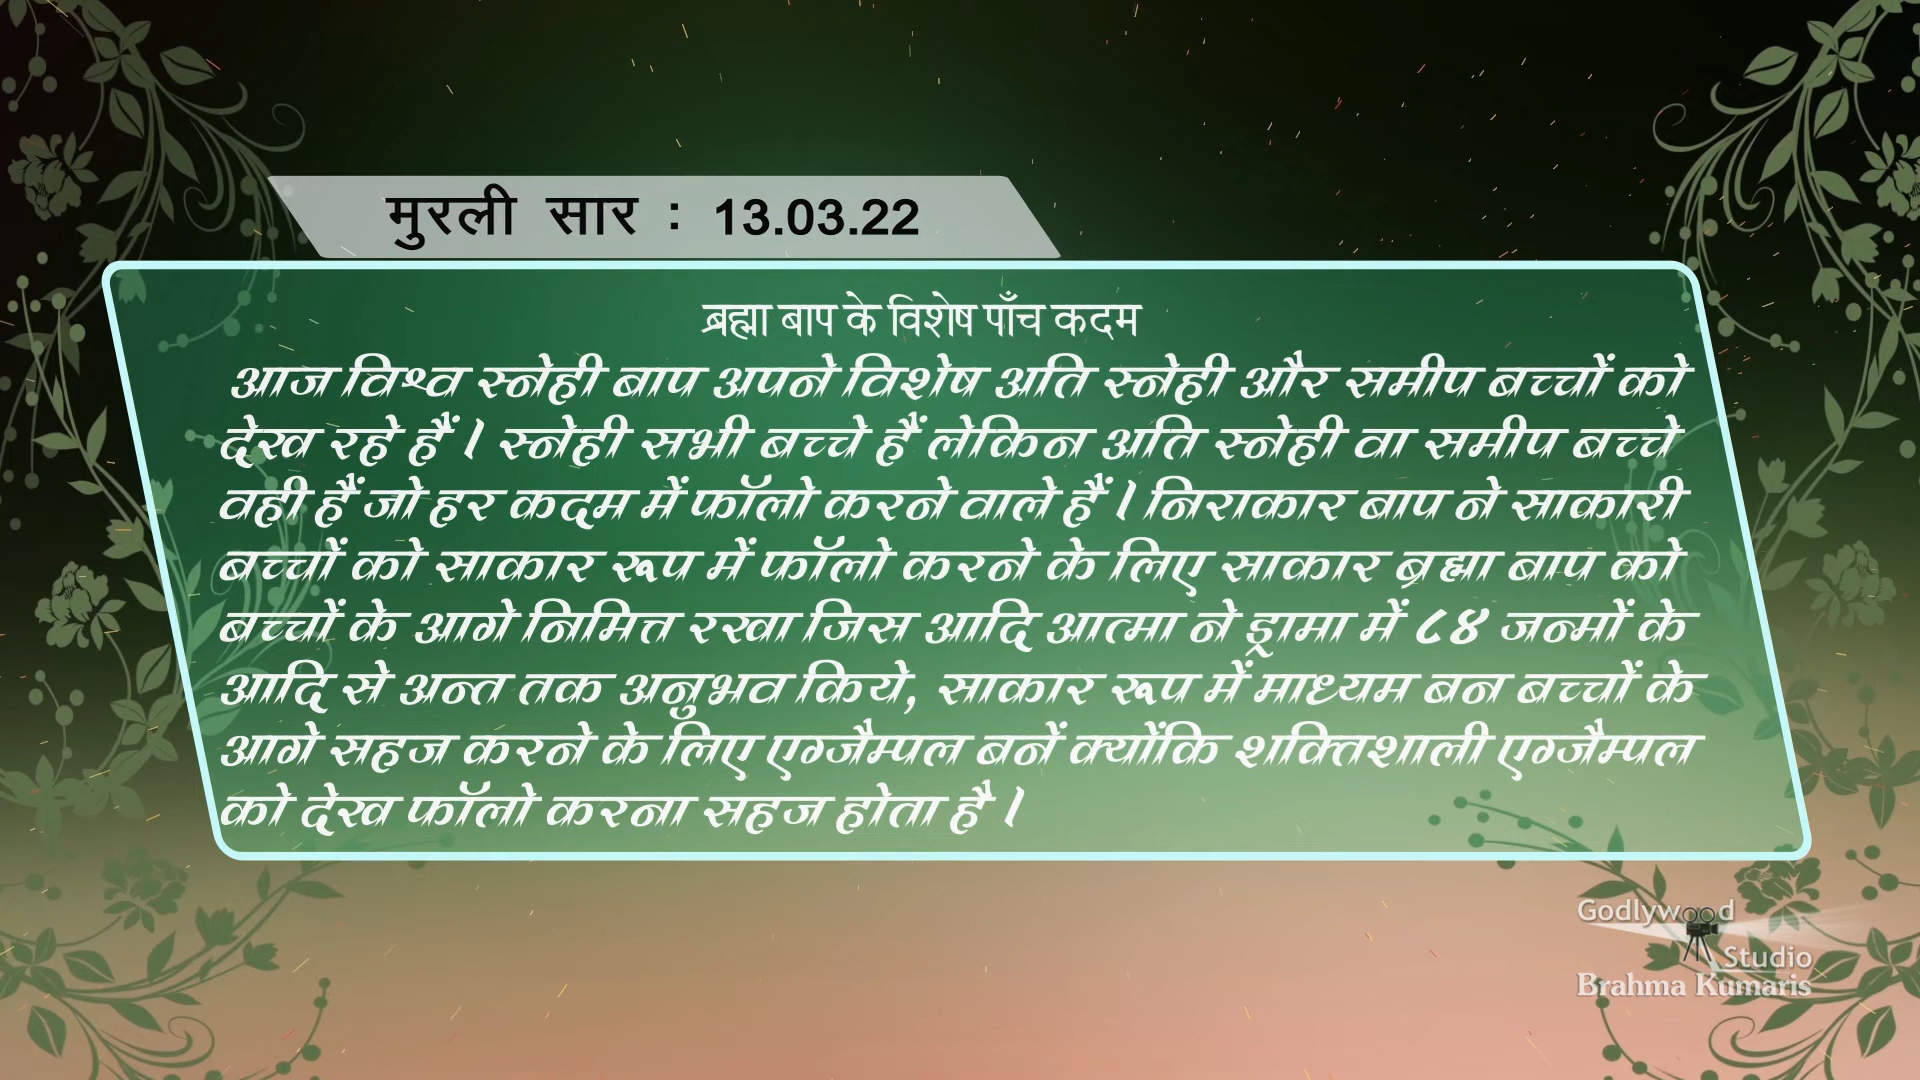 मुरली सार : 13.03.22
ब्रह्मा बाप के विशेष पाँच कदम
आज विश्व स्नेही बाप अपने विशेष अति स्नेही और समीप बच्चों को
देख रहे हैं। स्नेही सभी बच्चे हैं लेकिन अति स्नेही वा समीप बच्चे
वही हैं जो हर कदम में फॉलो करने वाले हैं। निराकार बाप ने साकारी
बच्चों को साकार रूप में फॉलो करने के लिए साकार ब्रह्मा बाप को
बच्चों के आगे निमित्त रखा जिस आदि आत्मा ने ड्रामा में ८४ जन्मों के
आदि से अन्त तक अनुभव किये, साकार रूप में माध्यम बन बच्चों के
आगे सहज करने के लिए एग्जैम्पल बनें क्योंकि शक्तिशाली एग्जैम्पल
को देख फॉलो करना सहज होता है।
Godlywood
Studio
Brahma Kumaris